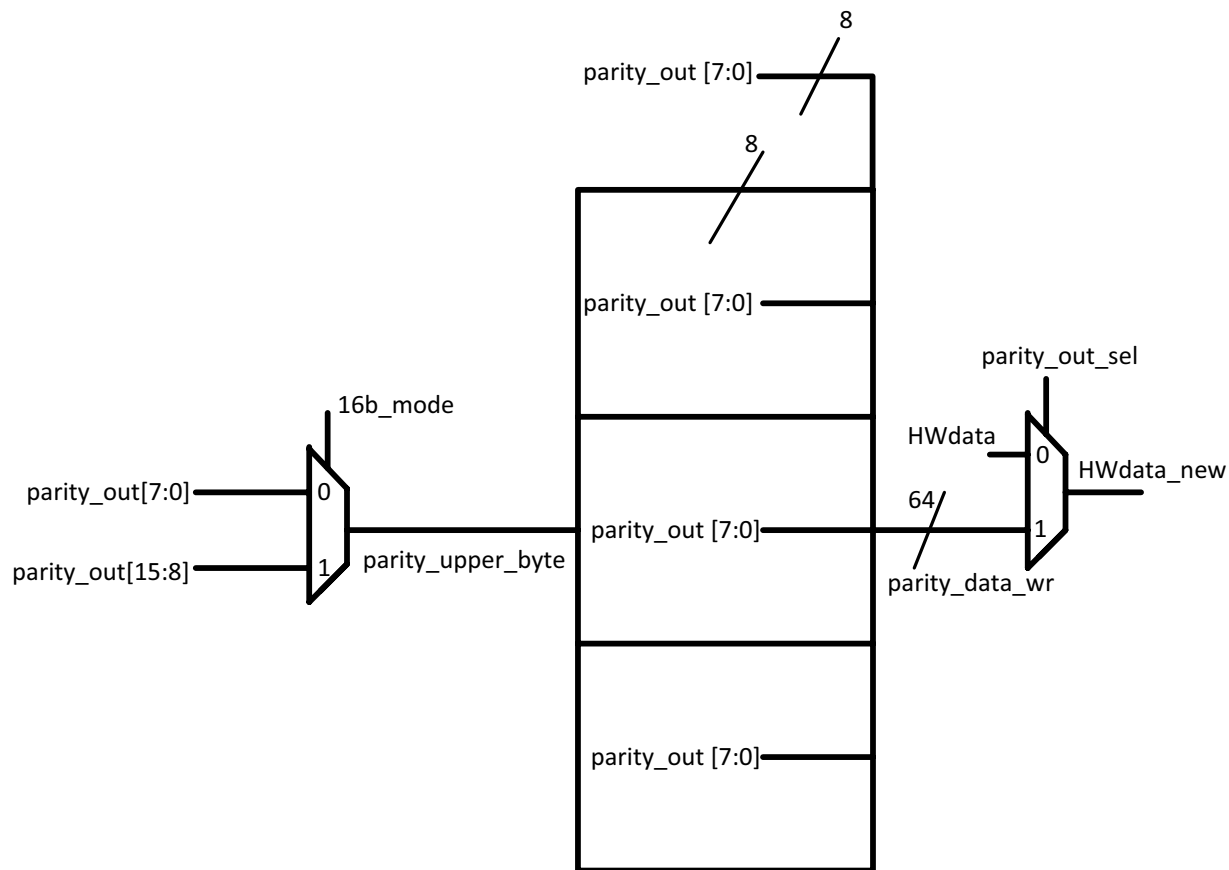 8
parity_out [7:0]
8
parity_out [7:0]
parity_out_sel
16b_mode
HWdata
0
HWdata_new
parity_out[7:0]
0
64
parity_out [7:0]
1
parity_upper_byte
parity_out[15:8]
1
parity_data_wr
parity_out [7:0]